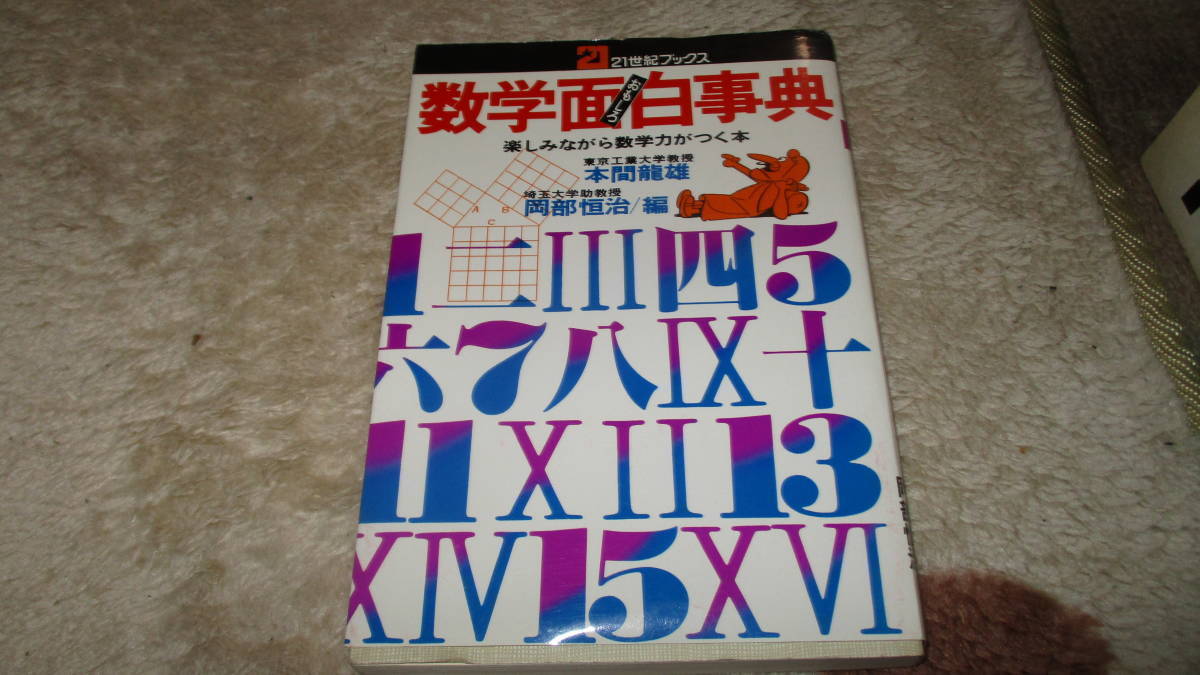 21 21世紀ブックス
数学面白事典
おもしろ
楽しみながら数学力がつく本
東京工業大学教授
本間龍雄
埼玉大学助教授
岡部恒治/編
A B
C
1 二 III 四 5
六 7 八 IX 十
11 XII 13
XIV 15 XVI